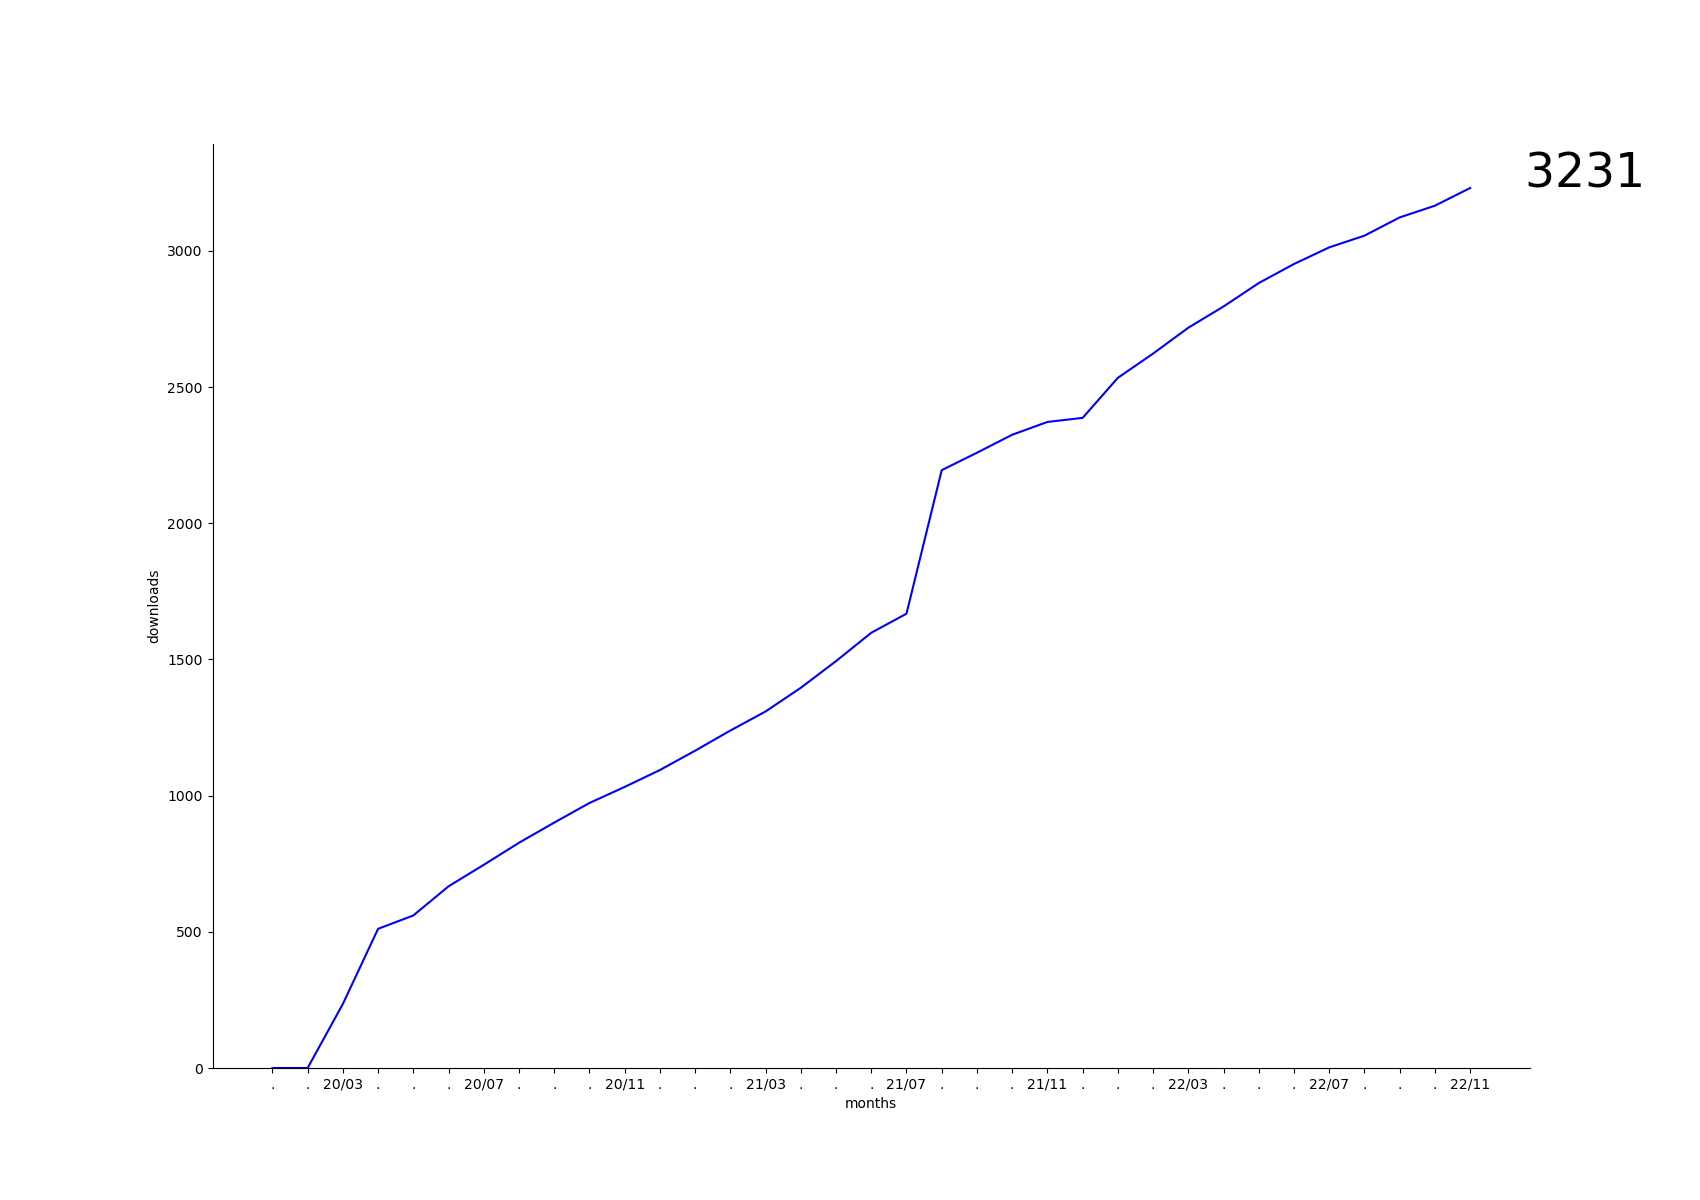 3231
3000
2500
2000
1500
1000
500
0
downloads
. . 20/03 . . . 20/07 . . . 20/11 . . . 21/03 . . . 21/07 . . . 21/11 . . . 22/03 . . . 22/07 . . . 22/11
months